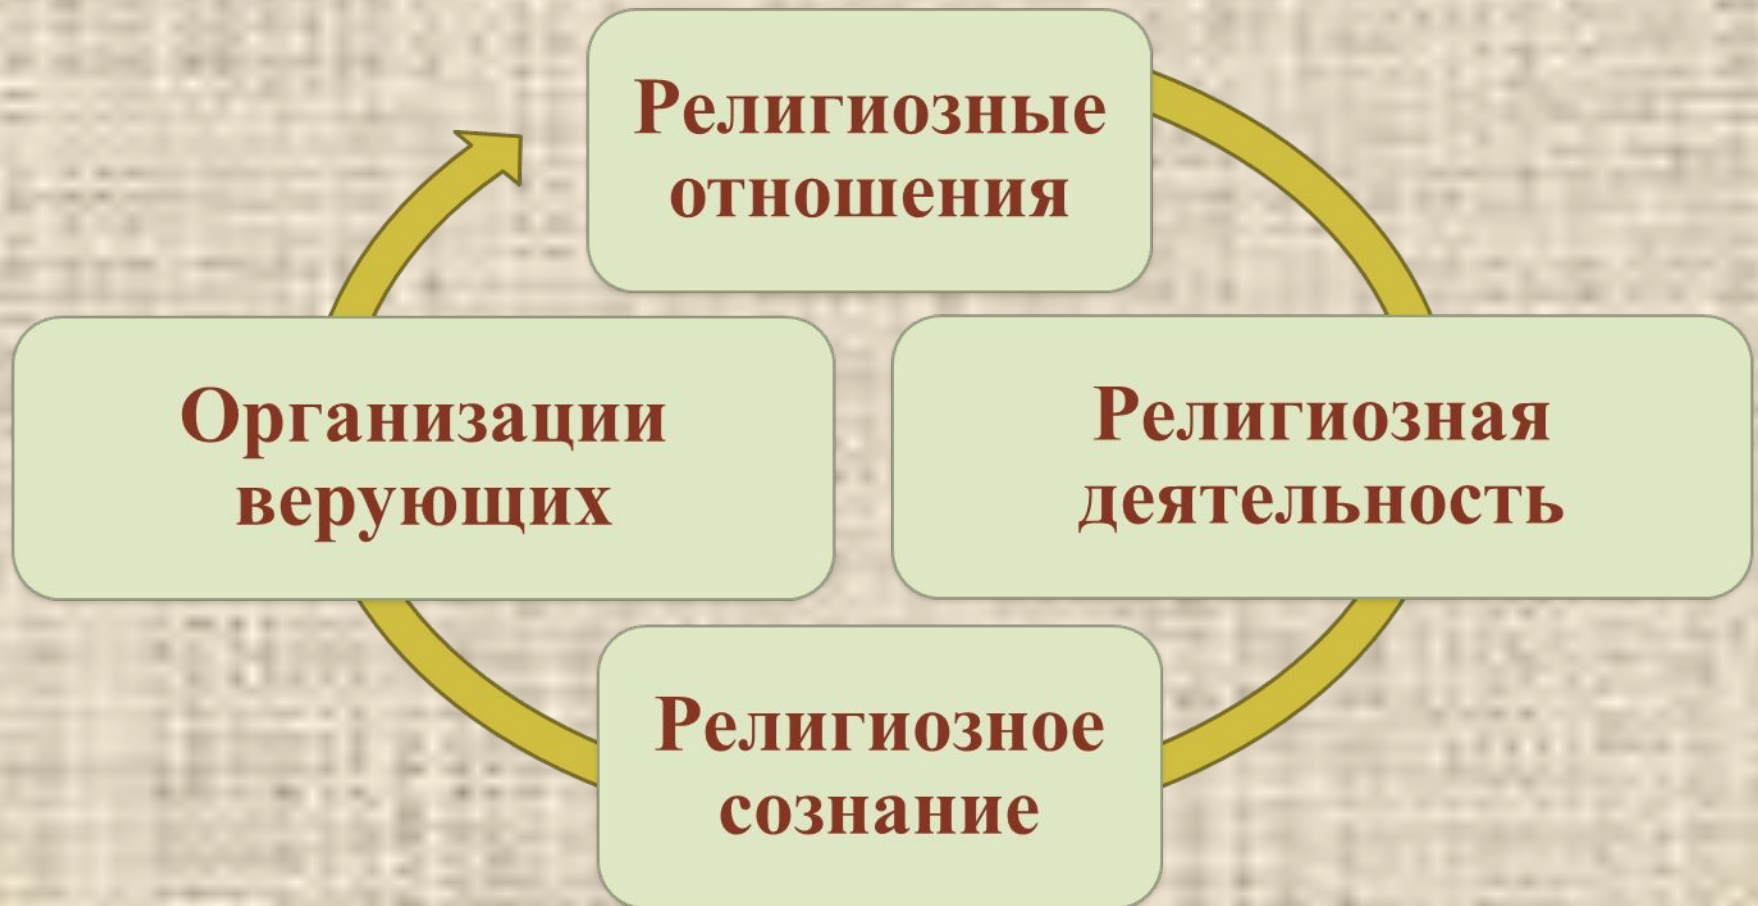 Религиозные
отношения
Организации
верующих
Религиозная
деятельность
Религиозное
сознание